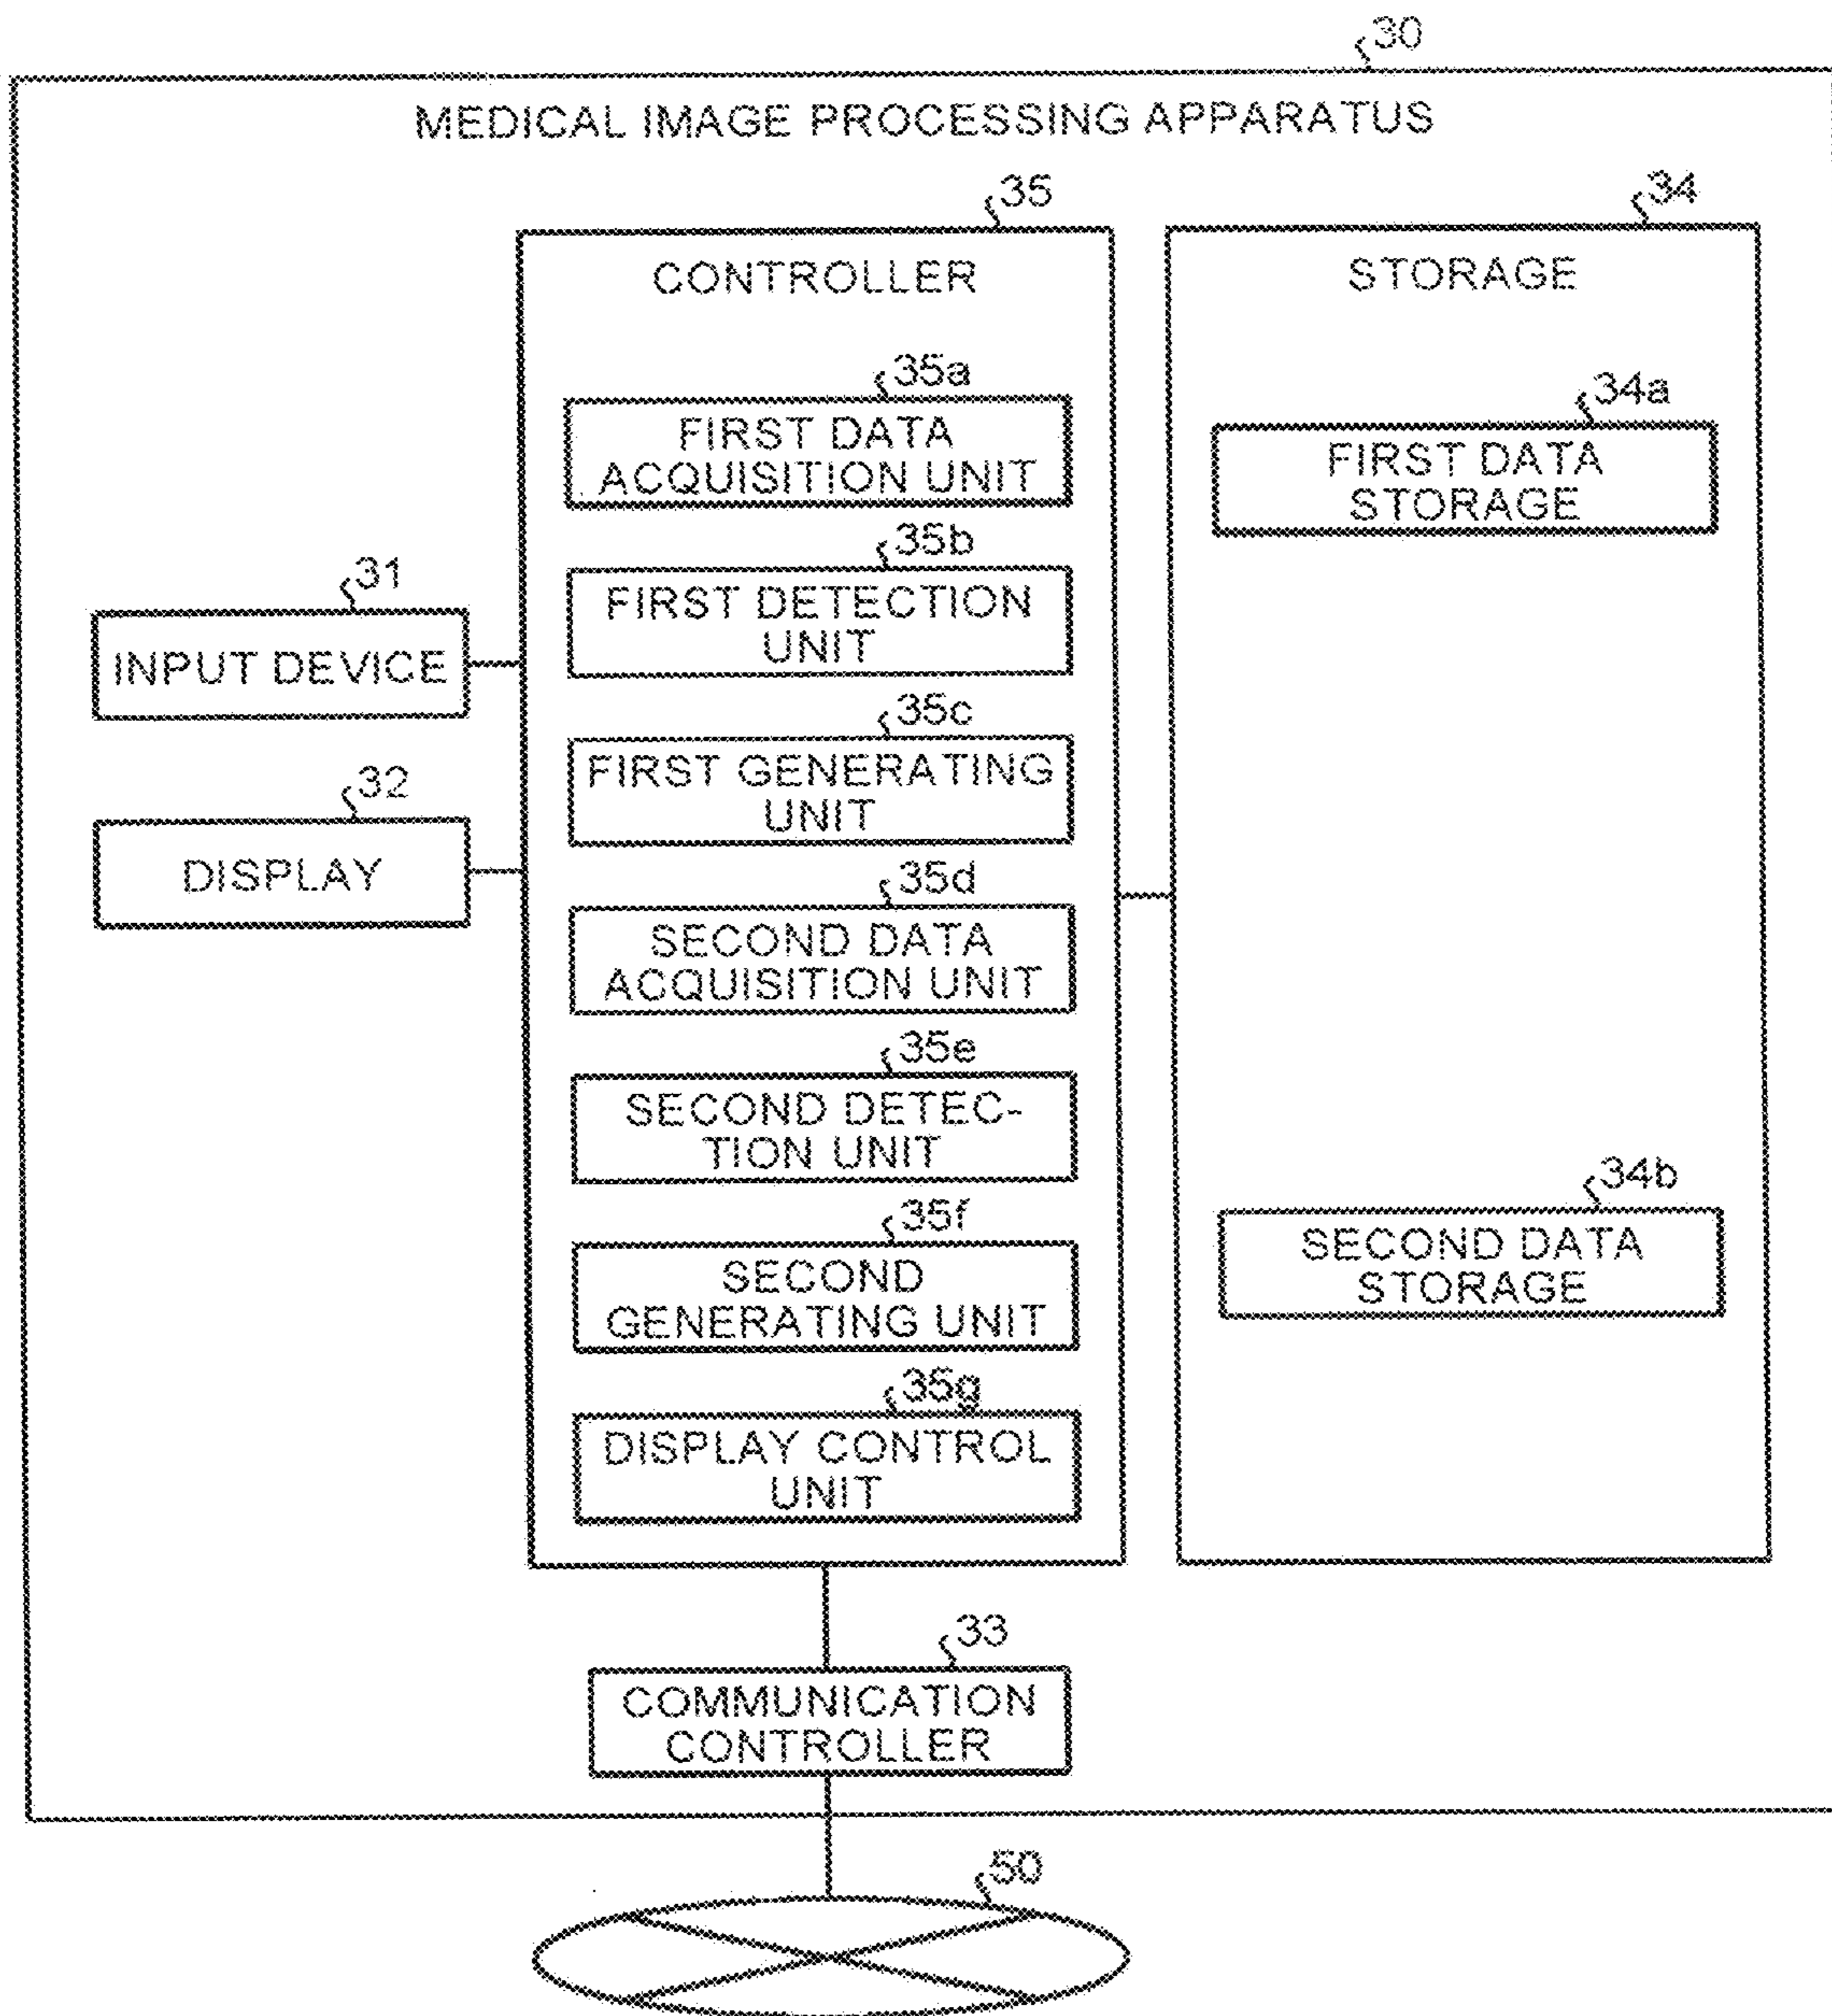 30
MEDICAL IMAGE PROCESSING APPARATUS
35
CONTROLLER
35a
FIRST DATA
ACQUISITION UNIT
35b
FIRST DETECTION
UNIT
35c
FIRST GENERATING
UNIT
35d
SECOND DATA
ACQUISITION UNIT
35e
SECOND DETEC-
TION UNIT
35f
SECOND
GENERATING UNIT
35g
DISPLAY CONTROL
UNIT
34
STORAGE
34a
FIRST DATA
STORAGE
34b
SECOND DATA
STORAGE
31
INPUT DEVICE
32
DISPLAY
33
COMMUNICATION
CONTROLLER
50